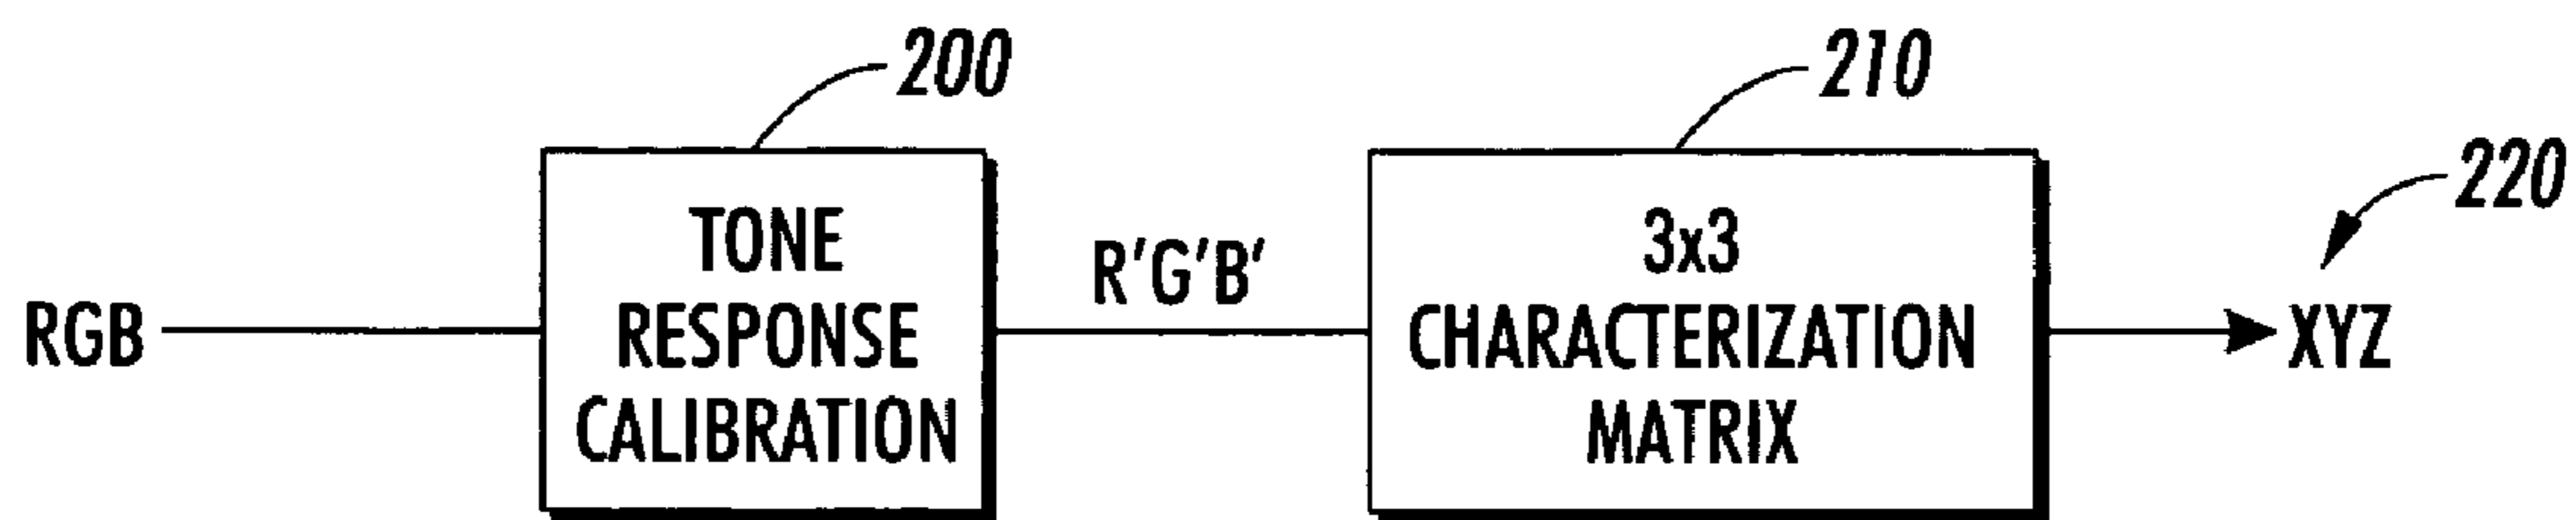 200
210
220
RGB
TONE
RESPONSE
CALIBRATION
R'G'B'
3x3
CHARACTERIZATION
MATRIX
XYZ